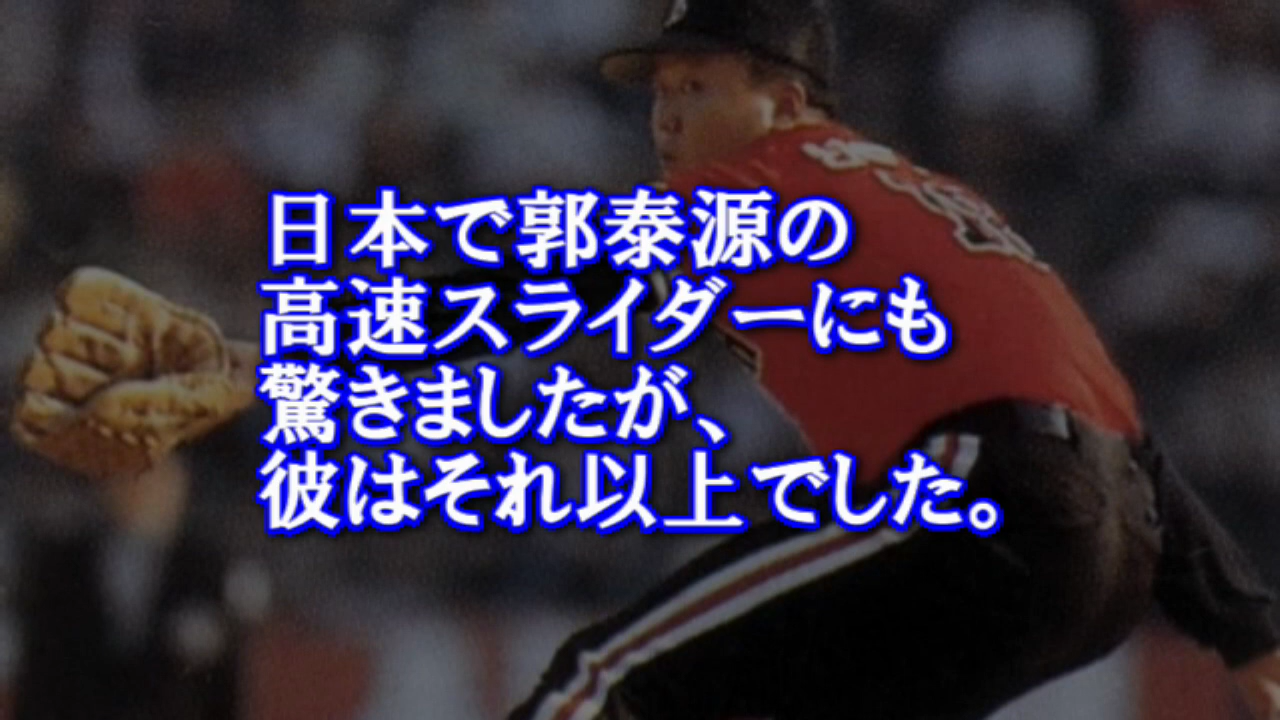 日本で郭泰源の
高速スライダーにも
驚きましたが、
彼はそれ以上でした。